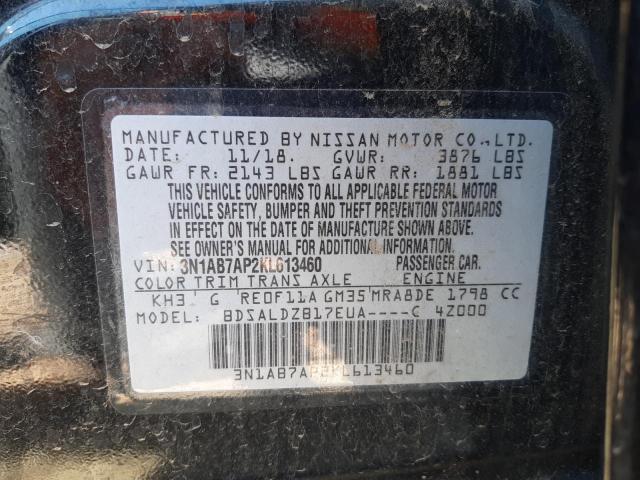 MANUFACTURED BY NISSAN MOTOR CO., LTD.
DATE: 11/18. GVWR: 3876 LBS
GAWR FR: 2143 LBS GAWR RR: 1881 LBS
THIS VEHICLE CONFORMS TO ALL APPLICABLE FEDERAL MOTOR
VEHICLE SAFETY, BUMPER AND THEFT PREVENTION STANDARDS
IN EFFECT ON THE DATE OF MANUFACTURE SHOWN ABOVE.
SEE OWNER'S MANUAL FOR ADDITIONAL INFORMATION.
VIN: 3N1AB7AP2KL613460 PASSENGER CAR.
COLOR TRIM TRANS AXLE ENGINE
KH3 G RE0F11A GM35 MRA8DE 1798 CC
MODEL: BDSALDZB17EUA----C 4Z000
3N1AB7AP2KL613460